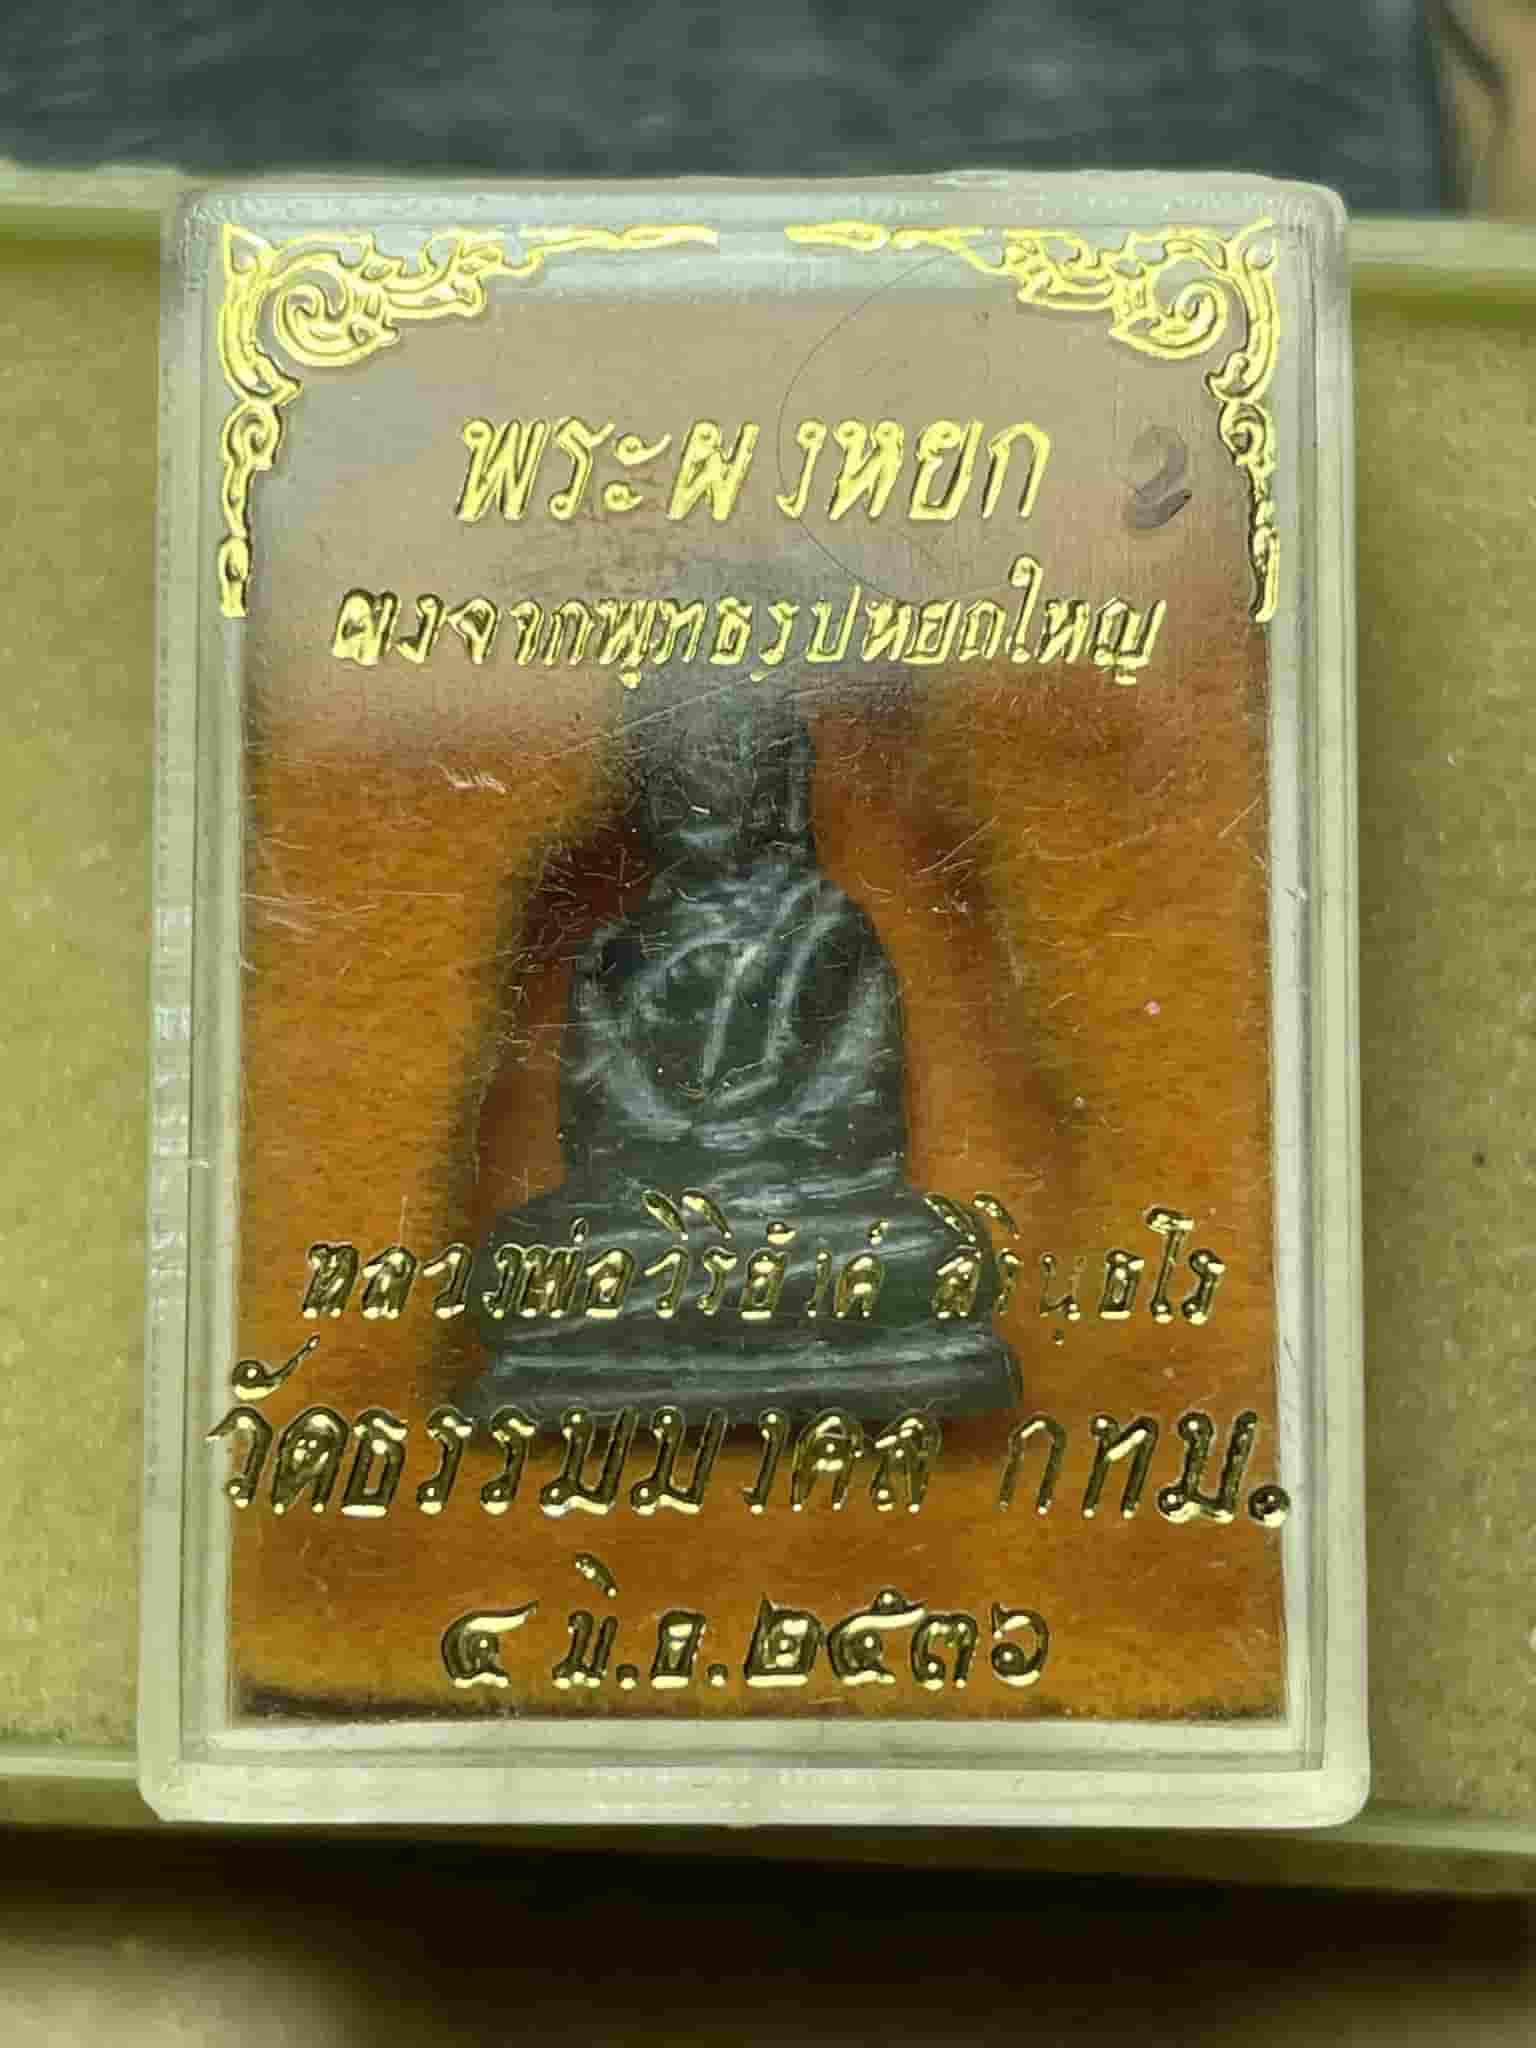 พระผงหยก
ผงจากพุทธรูปหยกใหญ่
หลวงพ่อวิริยังค์ สิรินฺธโร
วัดธรรมมงคล กทม.
๔ มิ.ย.๒๕๓๖